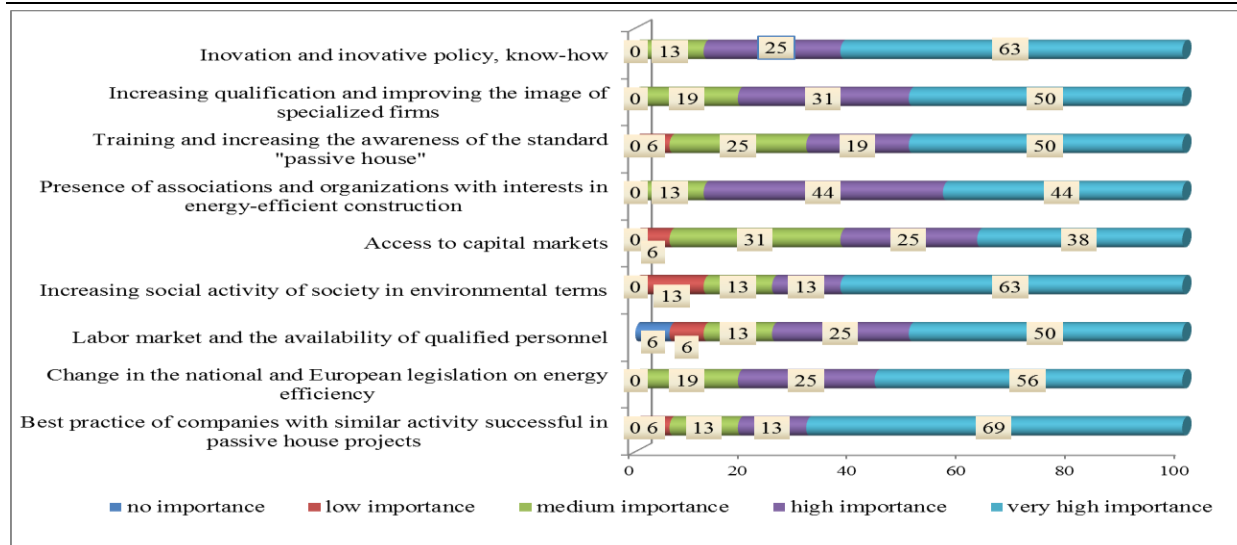 Inovation and inovative policy, know-how
0 13 25 63
Increasing qualification and improving the image of
specialized firms
0 19 31 50
Training and increasing the awareness of the standard
"passive house"
0 6 25 19 50
Presence of associations and organizations with interests in
energy-efficient construction
0 13 44 44
Access to capital markets
0 6 31 25 38
Increasing social activity of society in environmental terms
0 13 13 13 63
Labor market and the availability of qualified personnel
6 6 13 25 50
Change in the national and European legislation on energy
efficiency
0 19 25 56
Best practice of companies with similar activity successful in
passive house projects
0 6 13 13 69
0 20 40 60 80 100
no importance low importance medium importance high importance very high importance